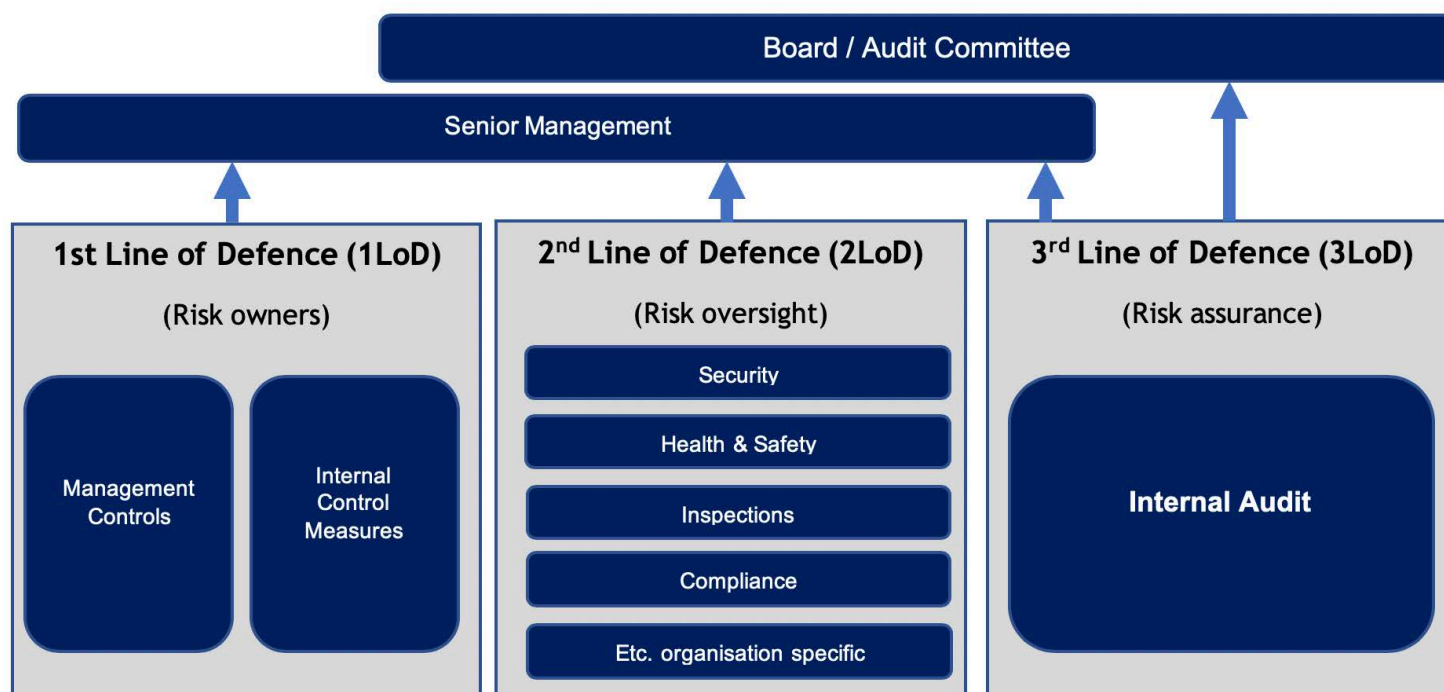 Board / Audit Committee
Senior Management
1st Line of Defence (1LoD)
(Risk owners)
Management
Controls
Internal
Control
Measures
2nd Line of Defence (2LoD)
(Risk oversight)
Security
Health & Safety
Inspections
Compliance
Etc. organisation specific
3rd Line of Defence (3LoD)
(Risk assurance)
Internal Audit